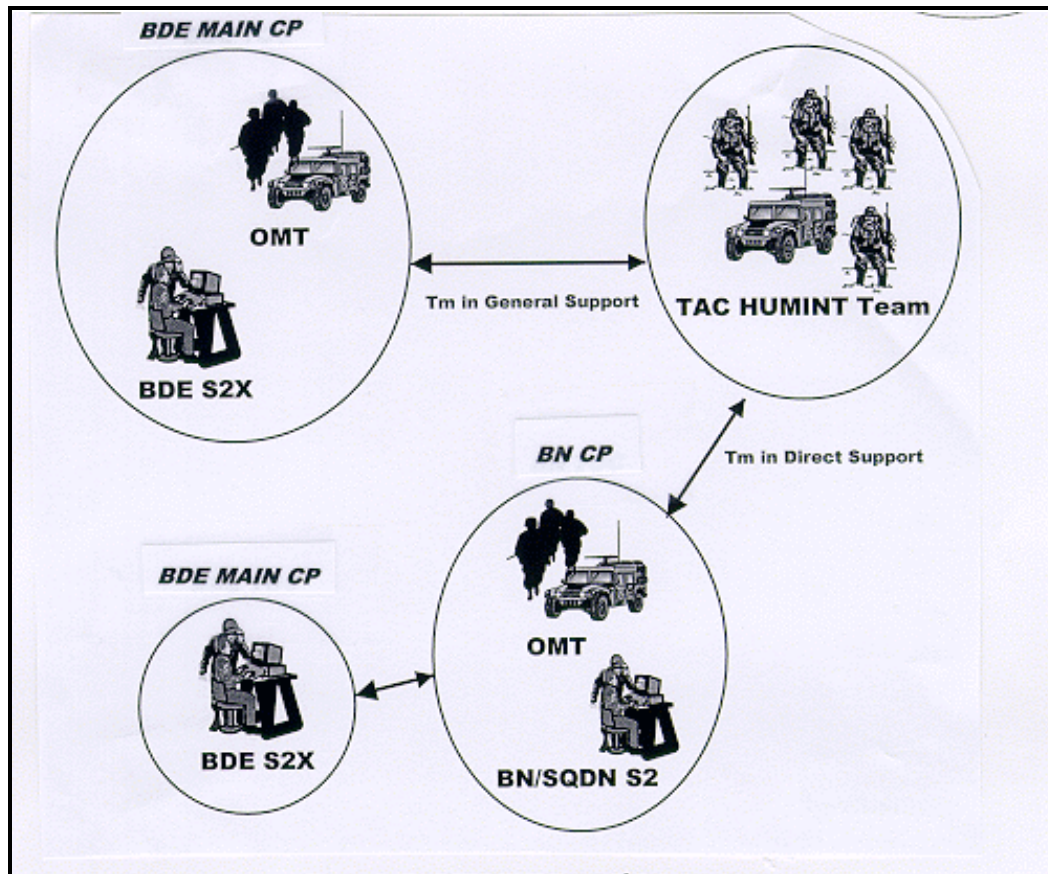 BDE MAIN CP
OMT
BDE S2X
Tm in General Support
TAC HUMINT Team
Tm in Direct Support
BN CP
OMT
BN/SQDN S2
BDE MAIN CP
BDE S2X